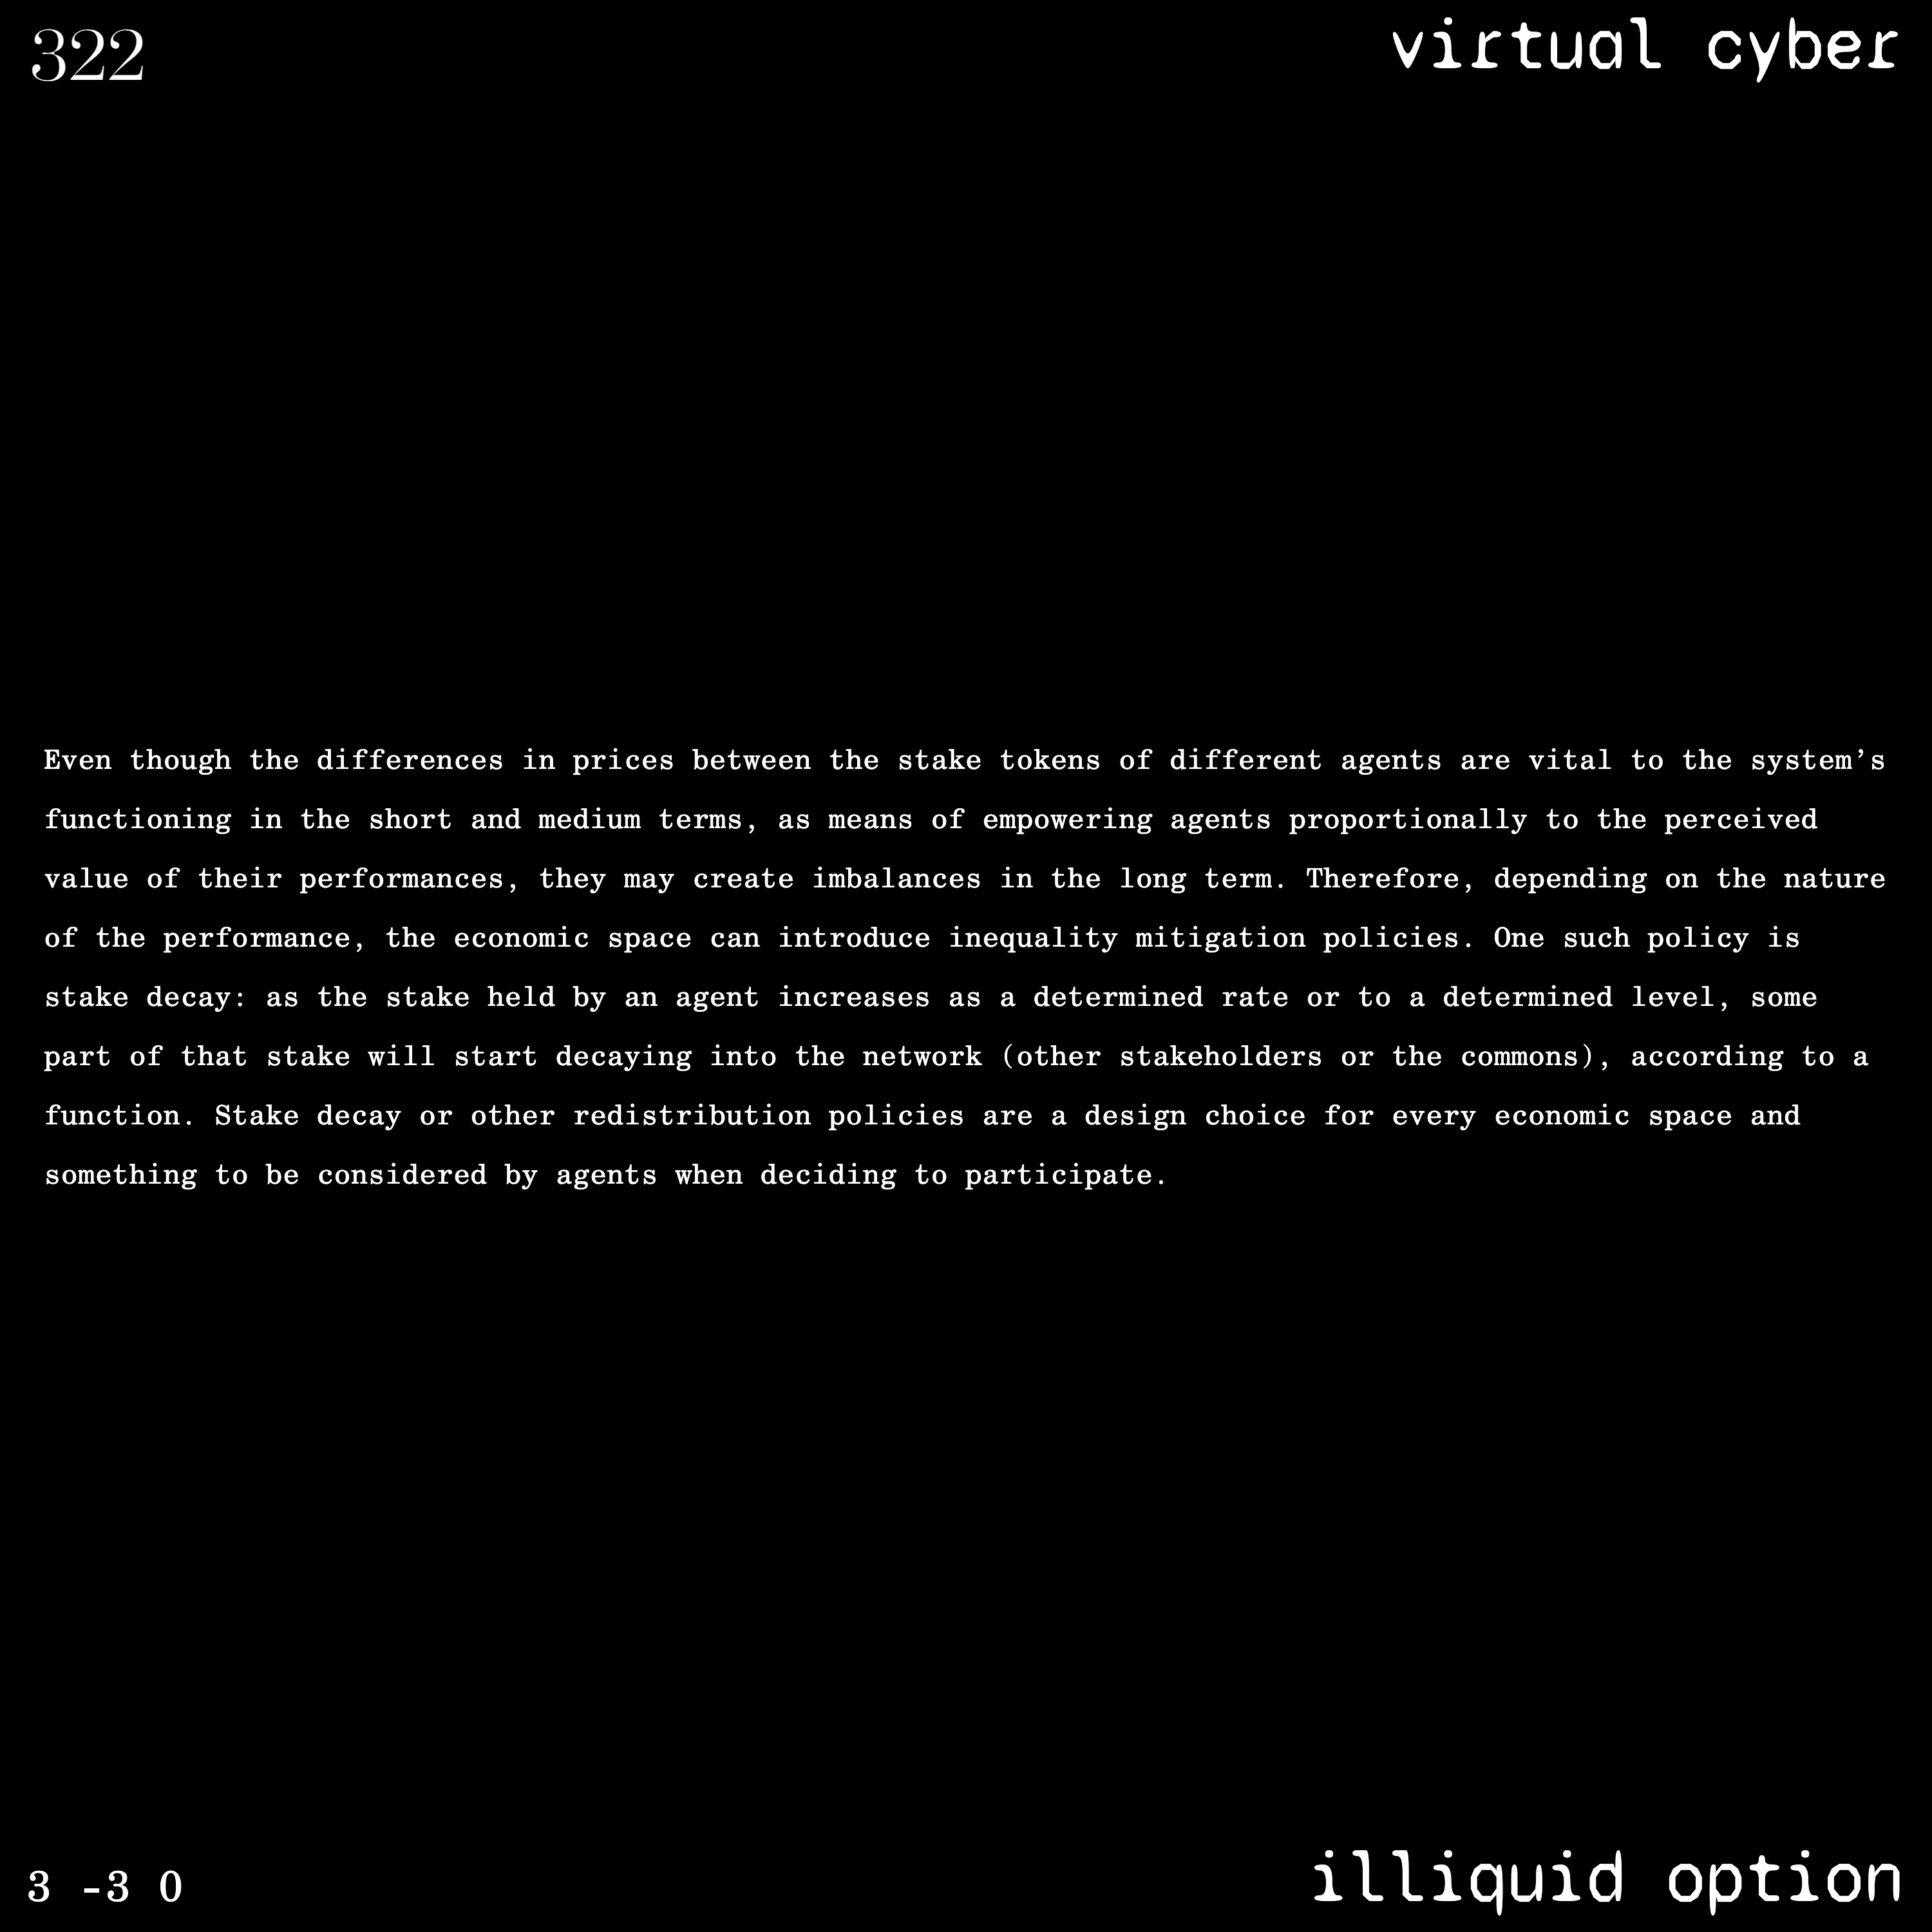 322
virtual cyber
Even though the differences in prices between the stake tokens of different agents are vital to the system's
functioning in the short and medium terms, as means of empowering agents proportionally to the perceived
value of their performances, they may create imbalances in the long term. Therefore, depending on the nature
of the performance, the economic space can introduce inequality mitigation policies. One such policy is
stake decay: as the stake held by an agent increases as a determined rate or to a determined level, some
part of that stake will start decaying into the network (other stakeholders or the commons), according to a
function. Stake decay or other redistribution policies are a design choice for every economic space and
something to be considered by agents when deciding to participate.
3 -3 0
illiquid option